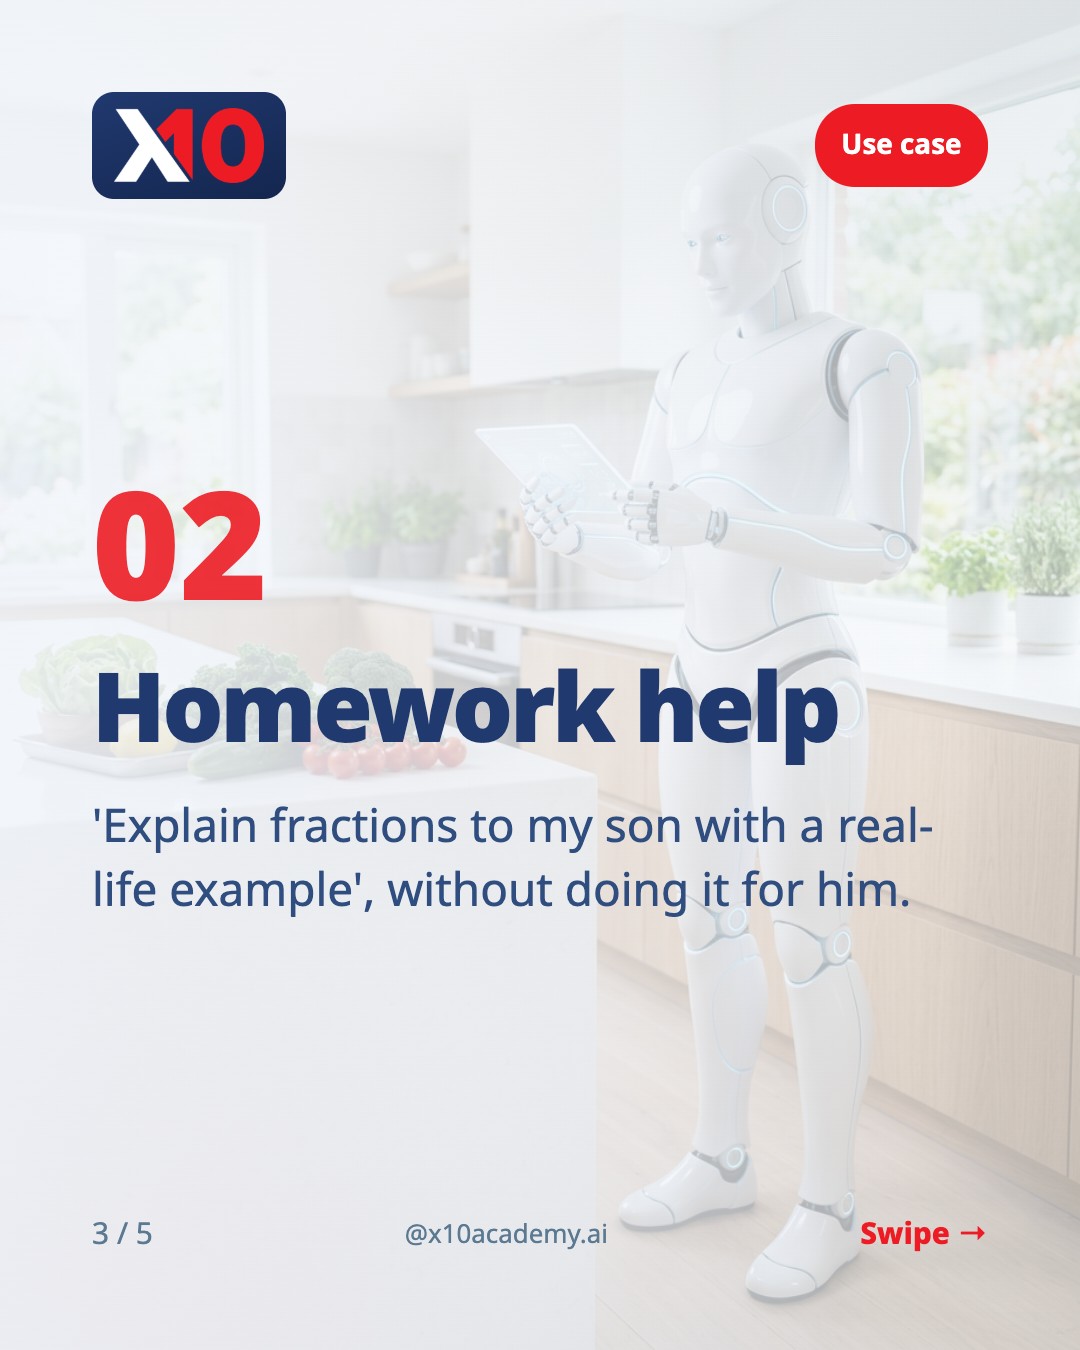 X10
Use case
02
Homework help
'Explain fractions to my son with a real-
life example', without doing it for him.
3 / 5
@x10academy.ai
Swipe →